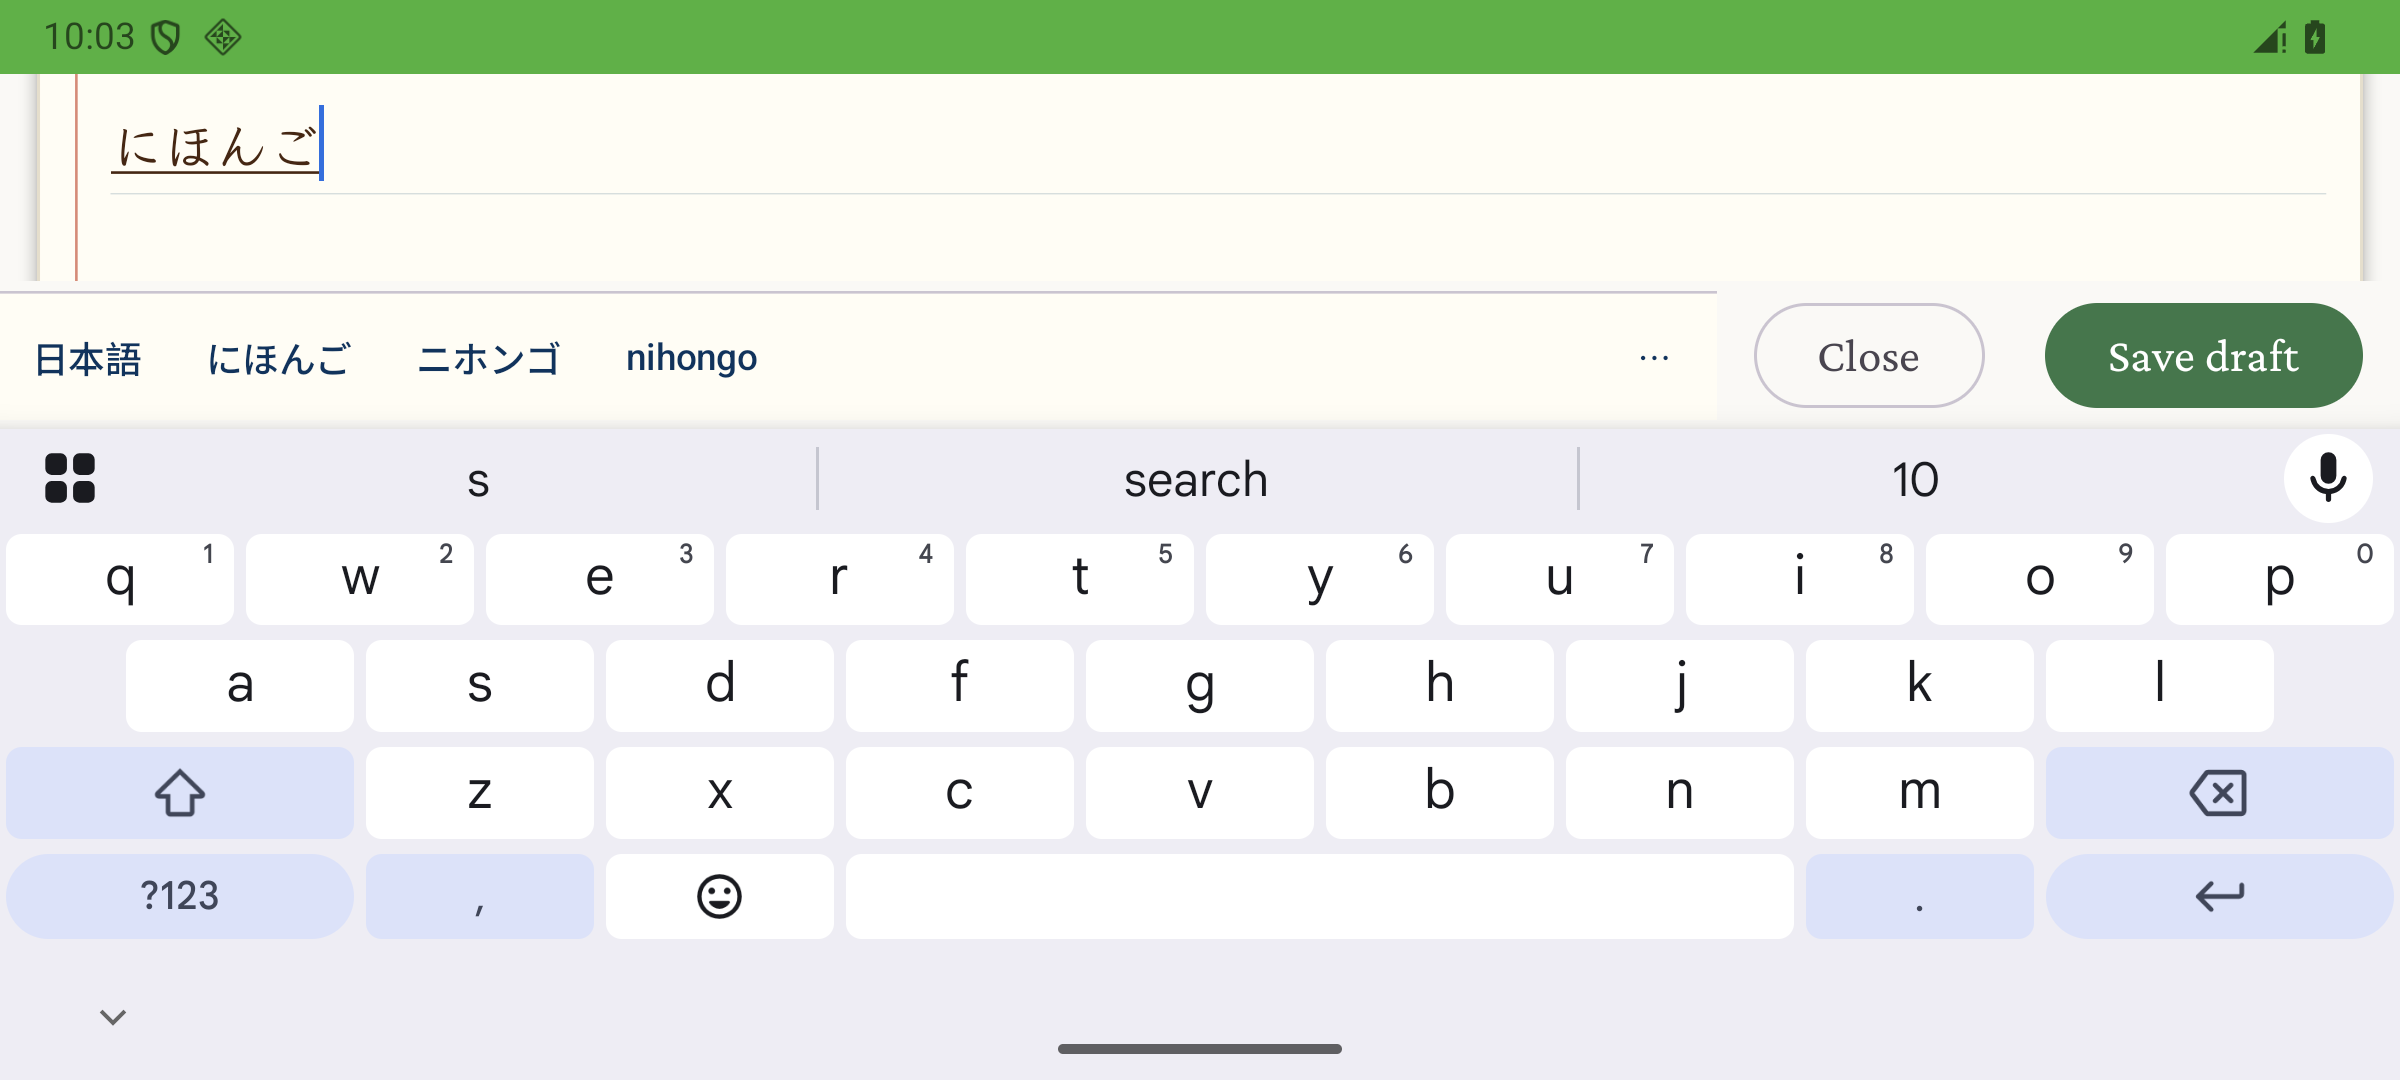 10:03
にほんご
日本語 にほんご ニホンゴ nihongo … Close Save draft
s search 10
q 1 w 2 e 3 r 4 t 5 y 6 u 7 i 8 o 9 p 0
a s d f g h j k l
z x c v b n m
?123 , .